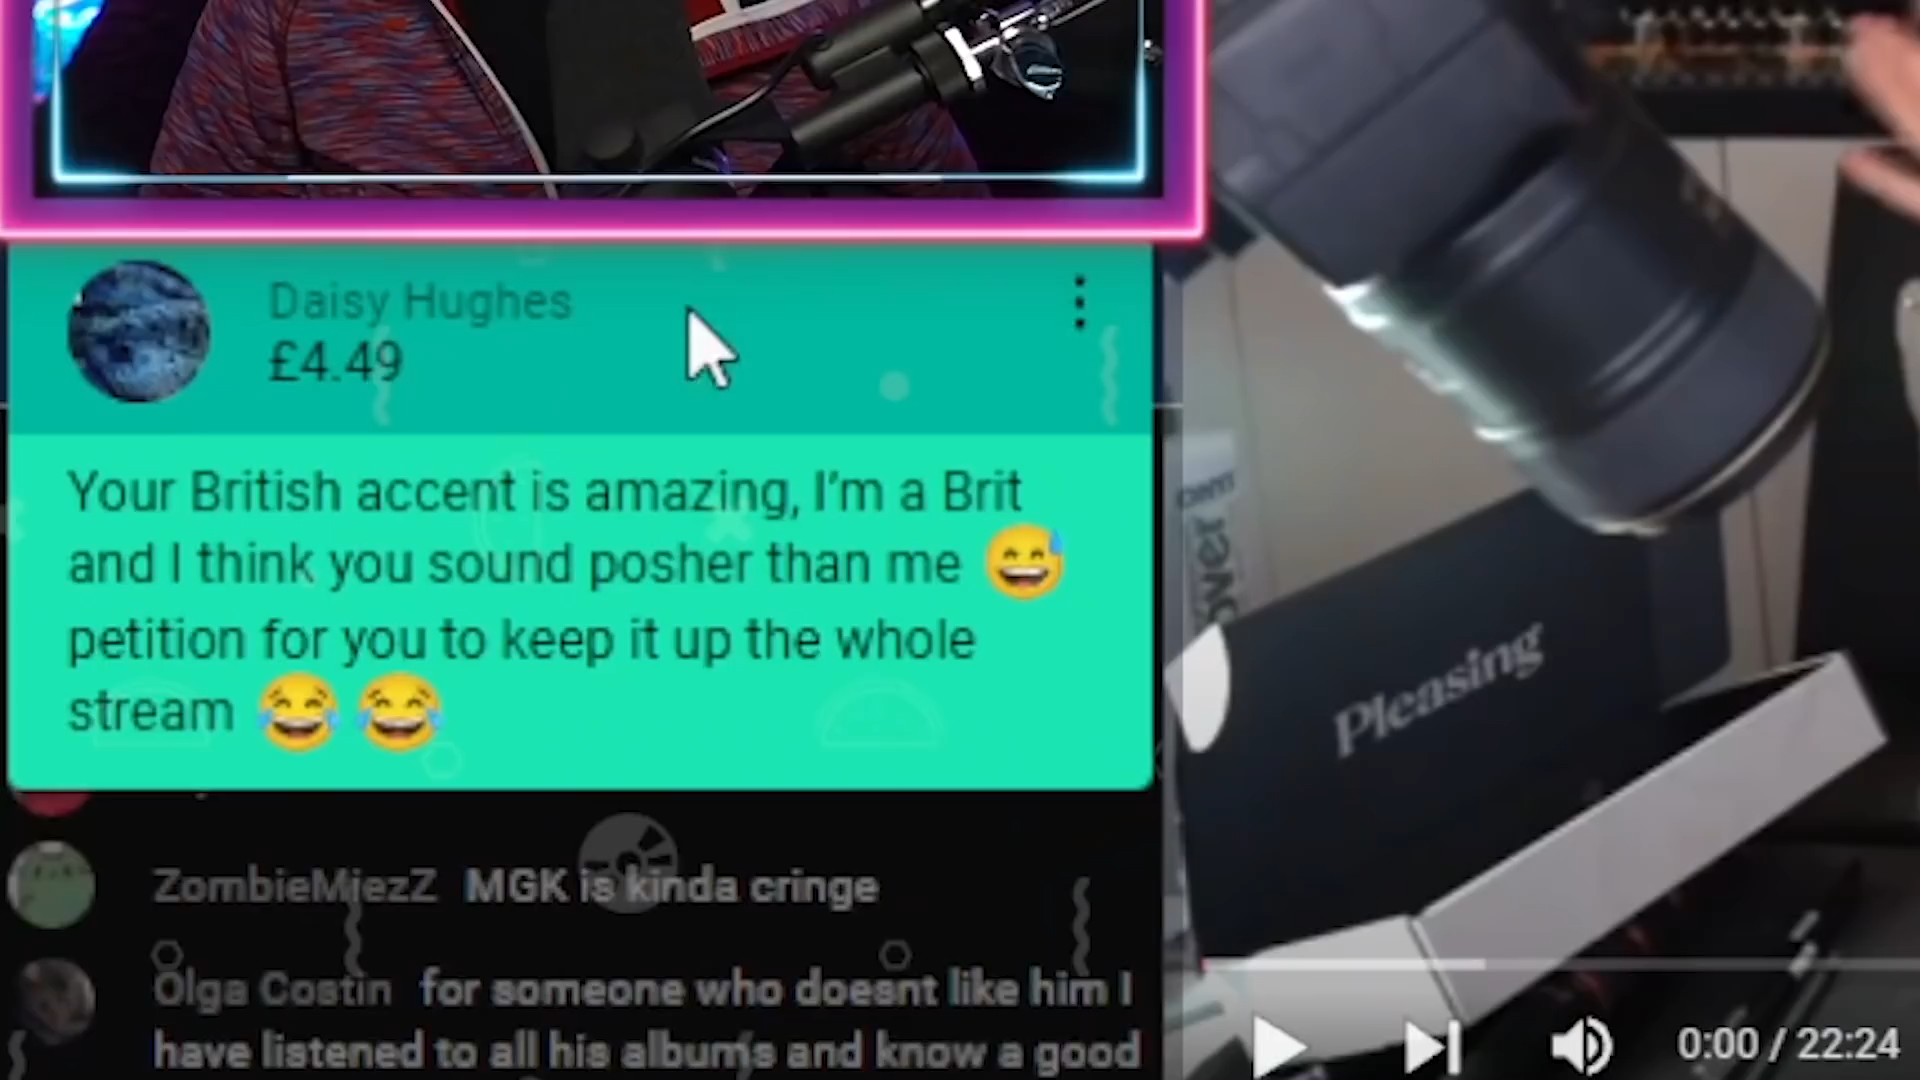 Daisy Hughes
£4.49
Your British accent is amazing, I'm a Brit
and I think you sound posher than me 😅
petition for you to keep it up the whole
stream 😂 😂
ZombieMiezZ MGK is kinda cringe
Olga Costin for someone who doesnt like him I
have listened to all his albums and know a good
over
Pleasing
0:00 / 22:24